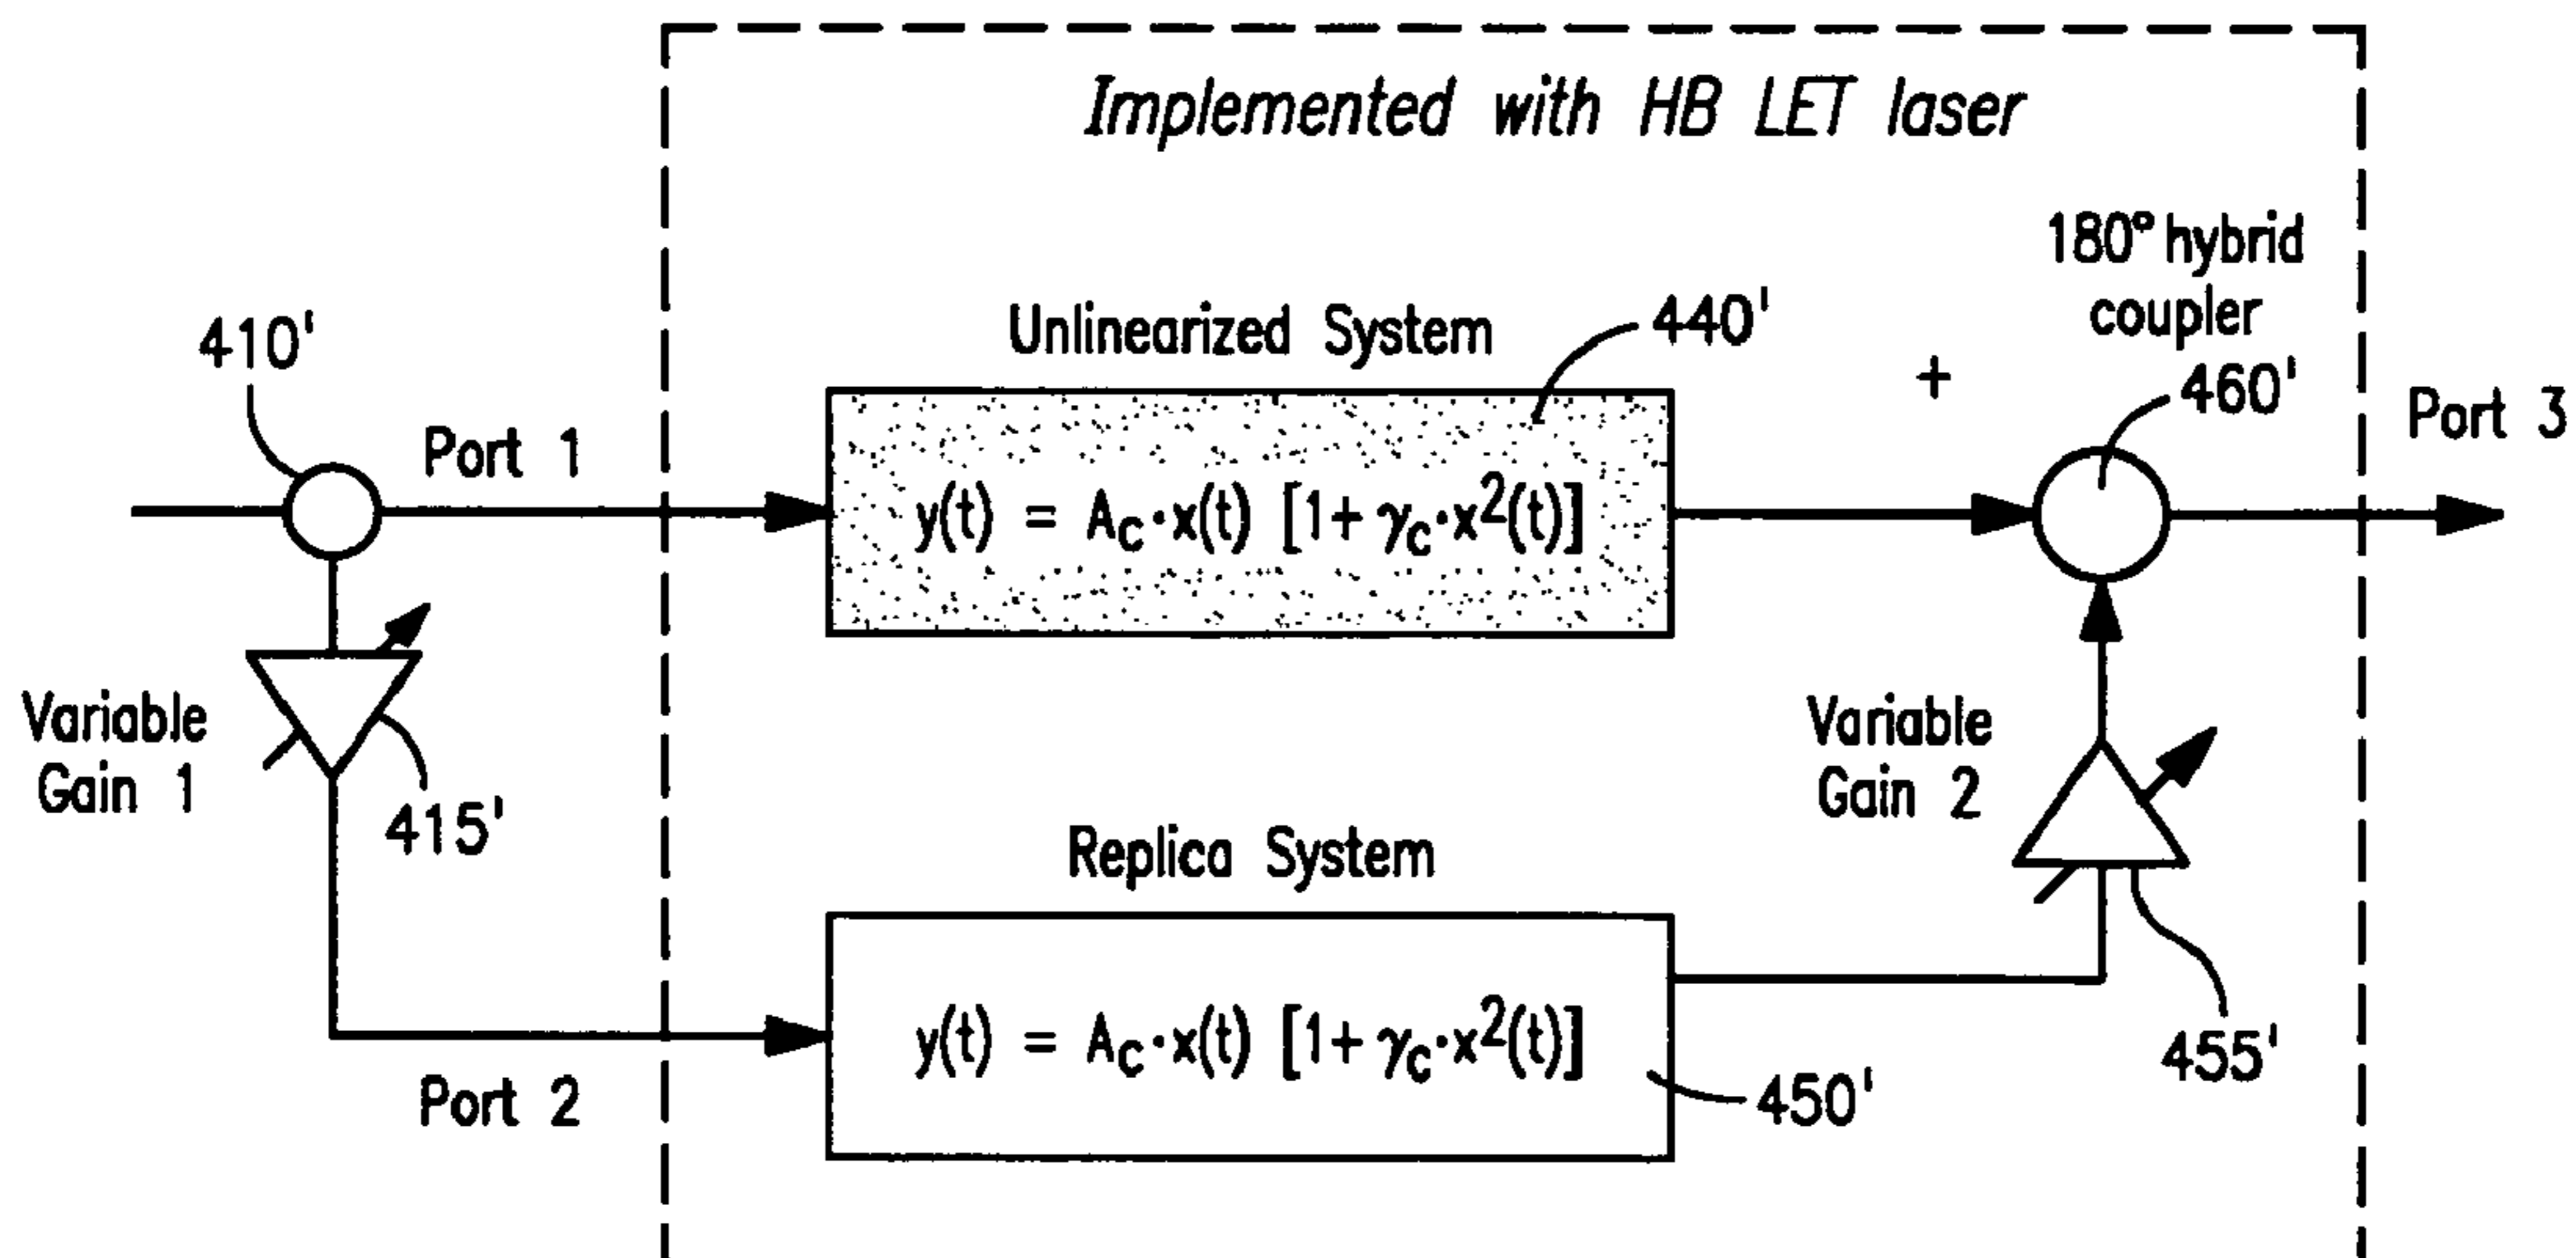 Implemented with HB LET laser
180° hybrid
coupler
460'
Unlinearized System
440'
410'
Port 1
+
Port 3
y(t) = A_C·x(t) [1+ γ_C·x²(t)]
Variable
Gain 1
415'
Variable
Gain 2
Replica System
455'
y(t) = A_C·x(t) [1+ γ_C·x²(t)]
450'
Port 2